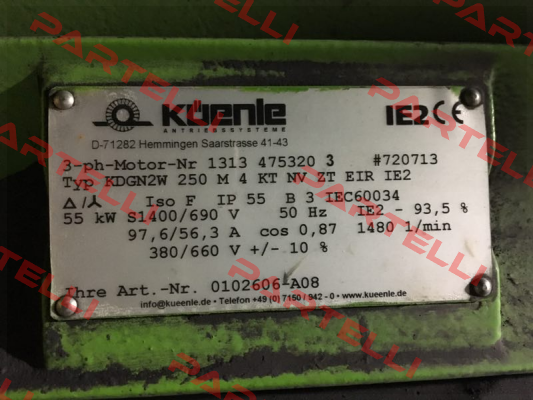 küenle
ANTRIEBSSYSTEME
IE2 CE
D-71282 Hemmingen Saarstrasse 41-43
3-ph-Motor-Nr 1313 475320 3 #720713
Typ KDGN2W 250 M 4 KT NV ZT EIR IE2
Δ/⅄ Iso F IP 55 B 3 IEC60034
55 kW S1400/690 V 50 Hz IE2 - 93,5 %
97,6/56,3 A cos 0,87 1480 1/min
380/660 V +/- 10 %
Ihre Art.-Nr. 0102606-A08
info@kueenle.de • Telefon +49 (0) 7150 / 942 - 0 • www.kueenle.de
PARTELLI
PARTELLI
PARTELLI
PARTELLI
PARTELLI